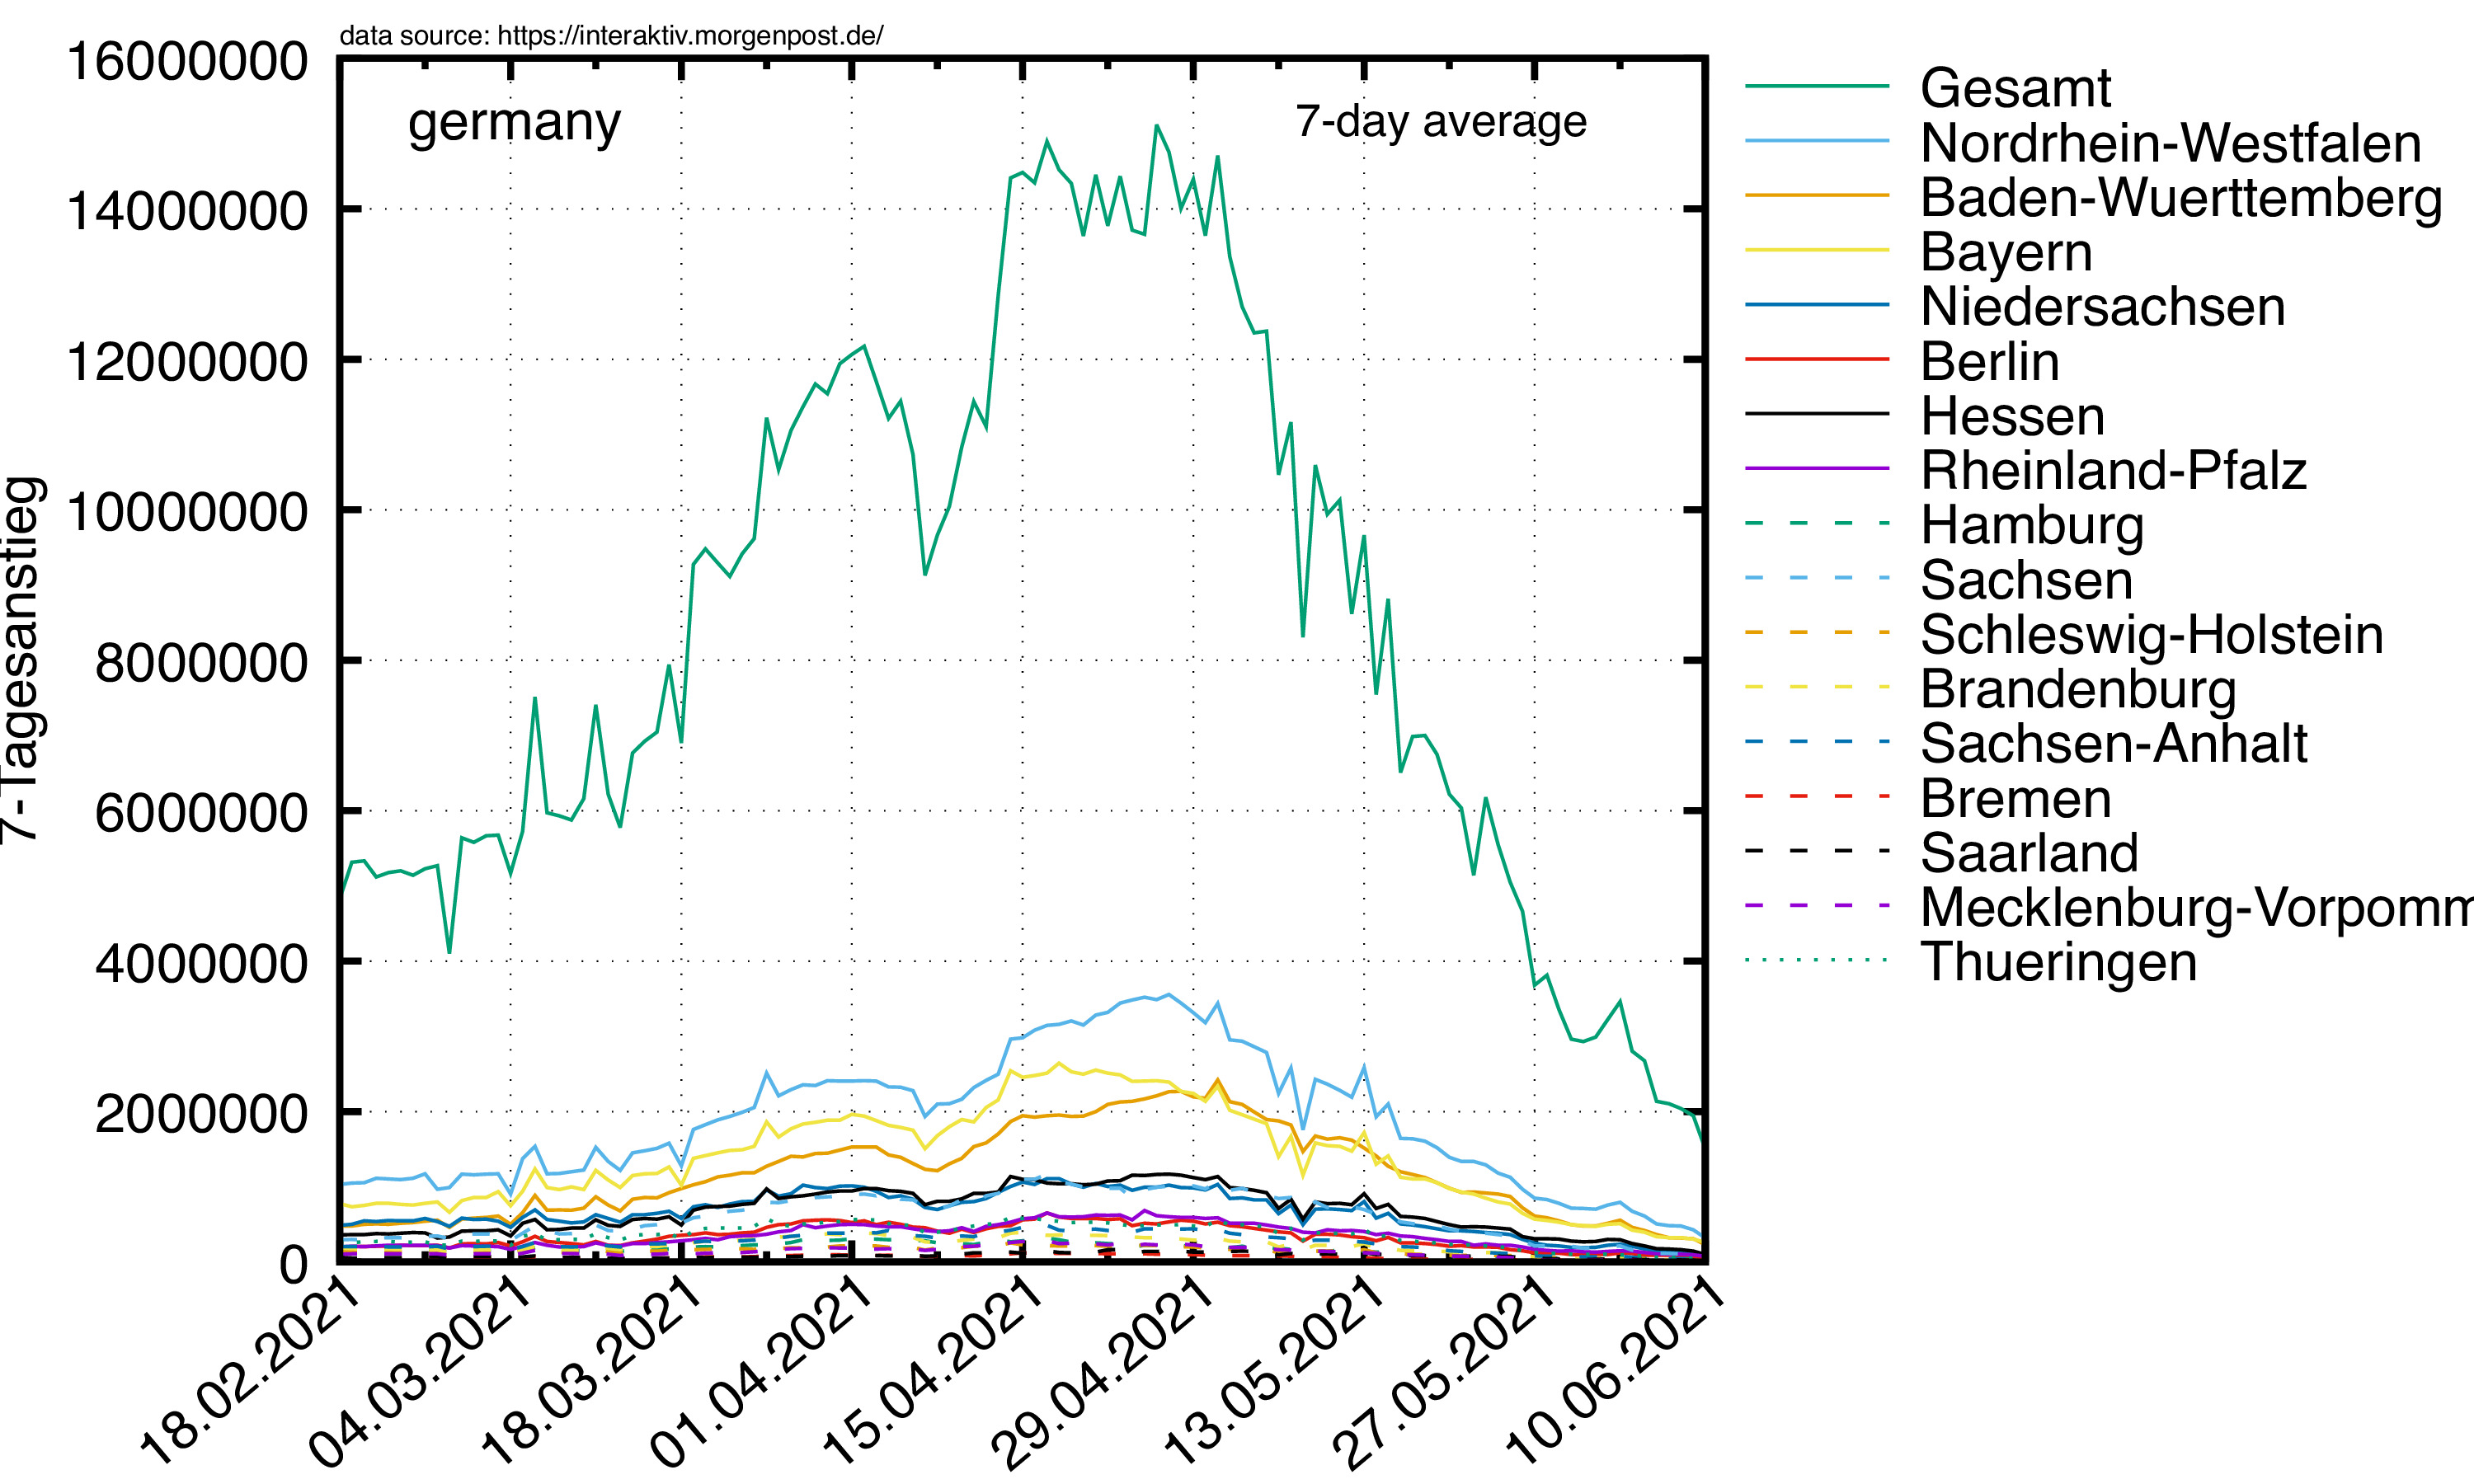 data source: https://interaktiv.morgenpost.de/
germany
7-day average
7-Tagesanstieg
16000000
14000000
12000000
10000000
8000000
6000000
4000000
2000000
0
18.02.2021
04.03.2021
18.03.2021
01.04.2021
15.04.2021
29.04.2021
13.05.2021
27.05.2021
10.06.2021
Gesamt
Nordrhein-Westfalen
Baden-Wuerttemberg
Bayern
Niedersachsen
Berlin
Hessen
Rheinland-Pfalz
Hamburg
Sachsen
Schleswig-Holstein
Brandenburg
Sachsen-Anhalt
Bremen
Saarland
Mecklenburg-Vorpomm
Thueringen